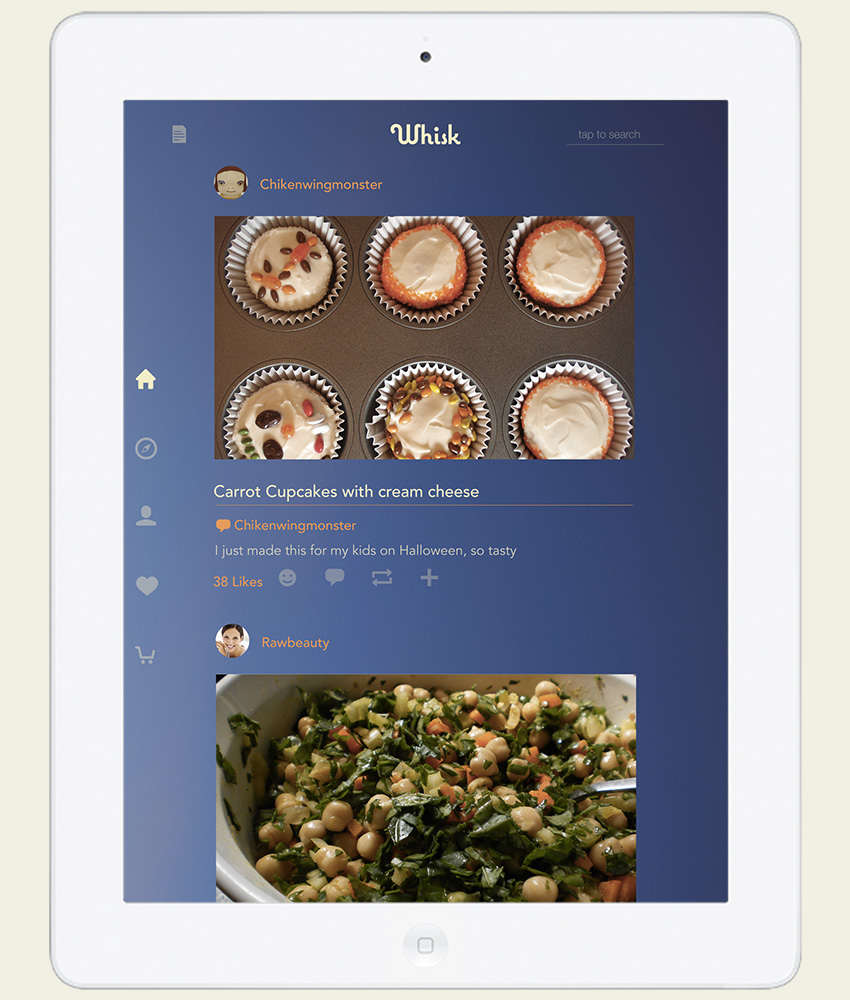 Whisk
tap to search
Chikenwingmonster
Carrot Cupcakes with cream cheese
Chikenwingmonster
I just made this for my kids on Halloween, so tasty
38 Likes
Rawbeauty